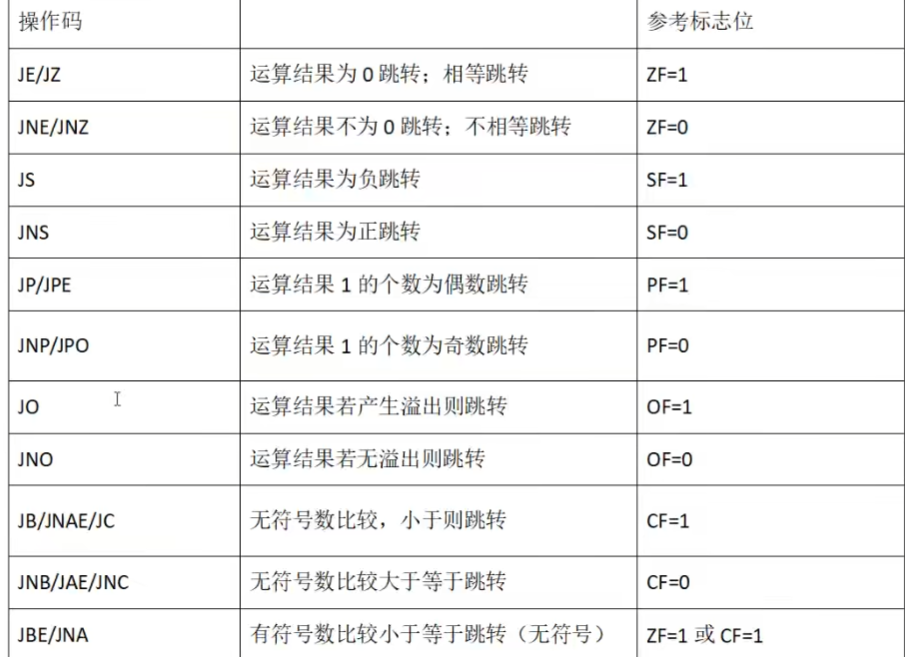 操作码 参考标志位
JE/JZ 运算结果为 0 跳转；相等跳转 ZF=1
JNE/JNZ 运算结果不为 0 跳转；不相等跳转 ZF=0
JS 运算结果为负跳转 SF=1
JNS 运算结果为正跳转 SF=0
JP/JPE 运算结果 1 的个数为偶数跳转 PF=1
JNP/JPO 运算结果 1 的个数为奇数跳转 PF=0
JO 运算结果若产生溢出则跳转 OF=1
JNO 运算结果若无溢出则跳转 OF=0
JB/JNAE/JC 无符号数比较，小于则跳转 CF=1
JNB/JAE/JNC 无符号数比较大于等于跳转 CF=0
JBE/JNA 有符号数比较小于等于跳转（无符号） ZF=1 或 CF=1